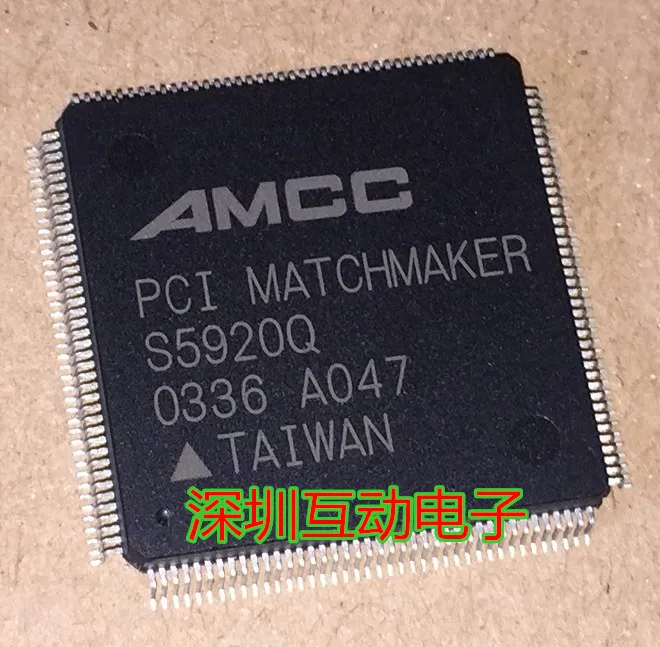 AMCC
PCI MATCHMAKER
S5920Q
0336 A047
▲TAIWAN
深圳互动电子